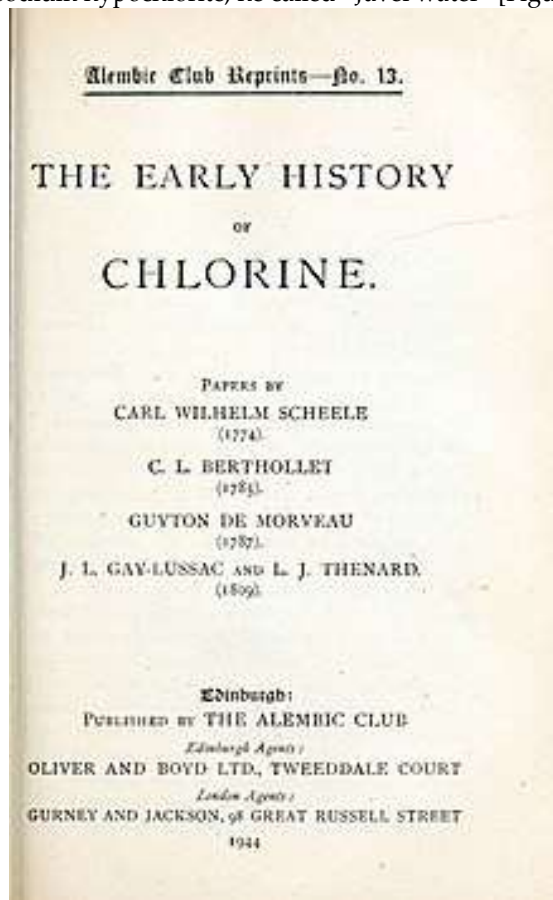 Alembic Club Reprints—No. 13.
THE EARLY HISTORY
OF
CHLORINE.
PAPERS BY
CARL WILHELM SCHEELE
(1774).
C. L. BERTHOLLET
(1785).
GUYTON DE MORVEAU
(1787).
J. L. GAY-LUSSAC AND L. J. THENARD.
(1809).
Edinburgh:
PUBLISHED BY THE ALEMBIC CLUB
Edinburgh Agents:
OLIVER AND BOYD LTD., TWEEDDALE COURT
London Agents:
GURNEY AND JACKSON, 98 GREAT RUSSELL STREET
1944